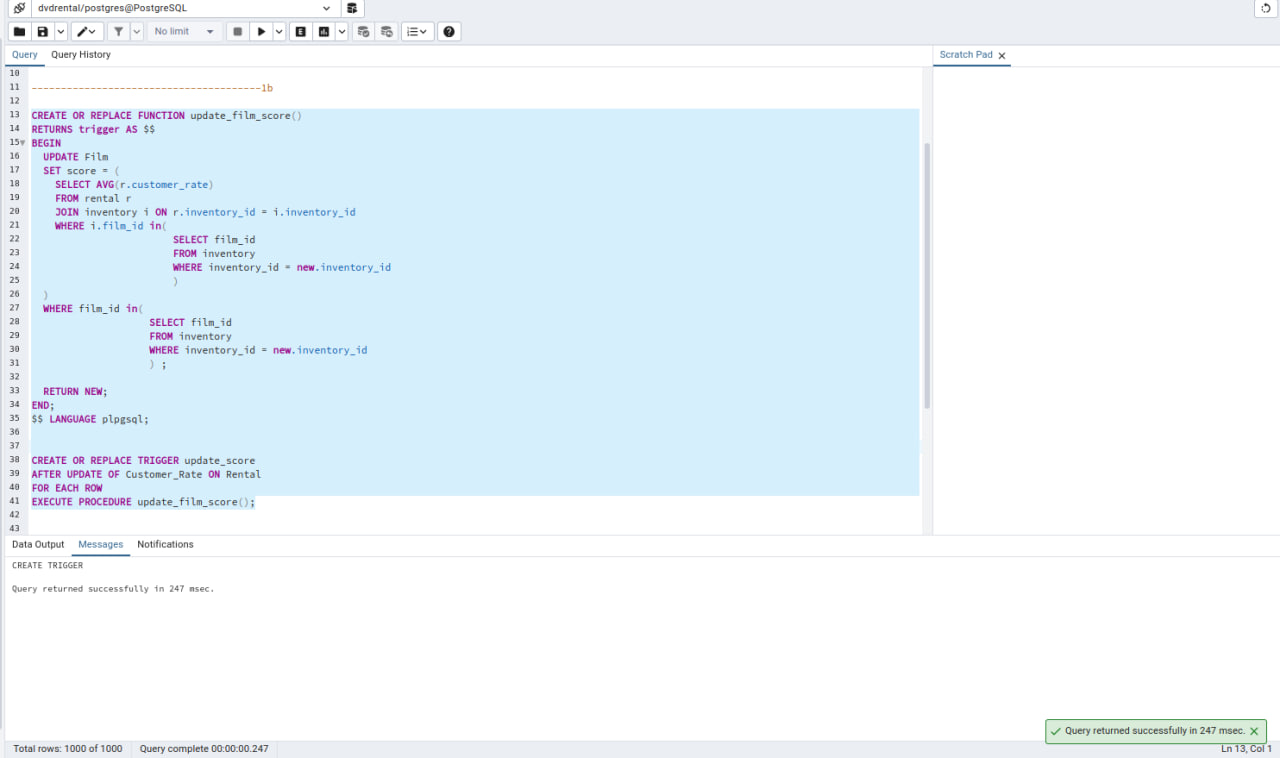 dvdrental/postgres@PostgreSQL
No limit
Query Query History
Scratch Pad
10
11 ---------------------------------------1b
12
13 CREATE OR REPLACE FUNCTION update_film_score()
14 RETURNS trigger AS $$
15 BEGIN
16 UPDATE Film
17 SET score = (
18 SELECT AVG(r.customer_rate)
19 FROM rental r
20 JOIN inventory i ON r.inventory_id = i.inventory_id
21 WHERE i.film_id in(
22 SELECT film_id
23 FROM inventory
24 WHERE inventory_id = new.inventory_id
25 )
26 )
27 WHERE film_id in(
28 SELECT film_id
29 FROM inventory
30 WHERE inventory_id = new.inventory_id
31 ) ;
32
33 RETURN NEW;
34 END;
35 $$ LANGUAGE plpgsql;
36
37
38 CREATE OR REPLACE TRIGGER update_score
39 AFTER UPDATE OF Customer_Rate ON Rental
40 FOR EACH ROW
41 EXECUTE PROCEDURE update_film_score();
42
43
Data Output Messages Notifications
CREATE TRIGGER
Query returned successfully in 247 msec.
Query returned successfully in 247 msec.
Total rows: 1000 of 1000 Query complete 00:00:00.247 Ln 13, Col 1